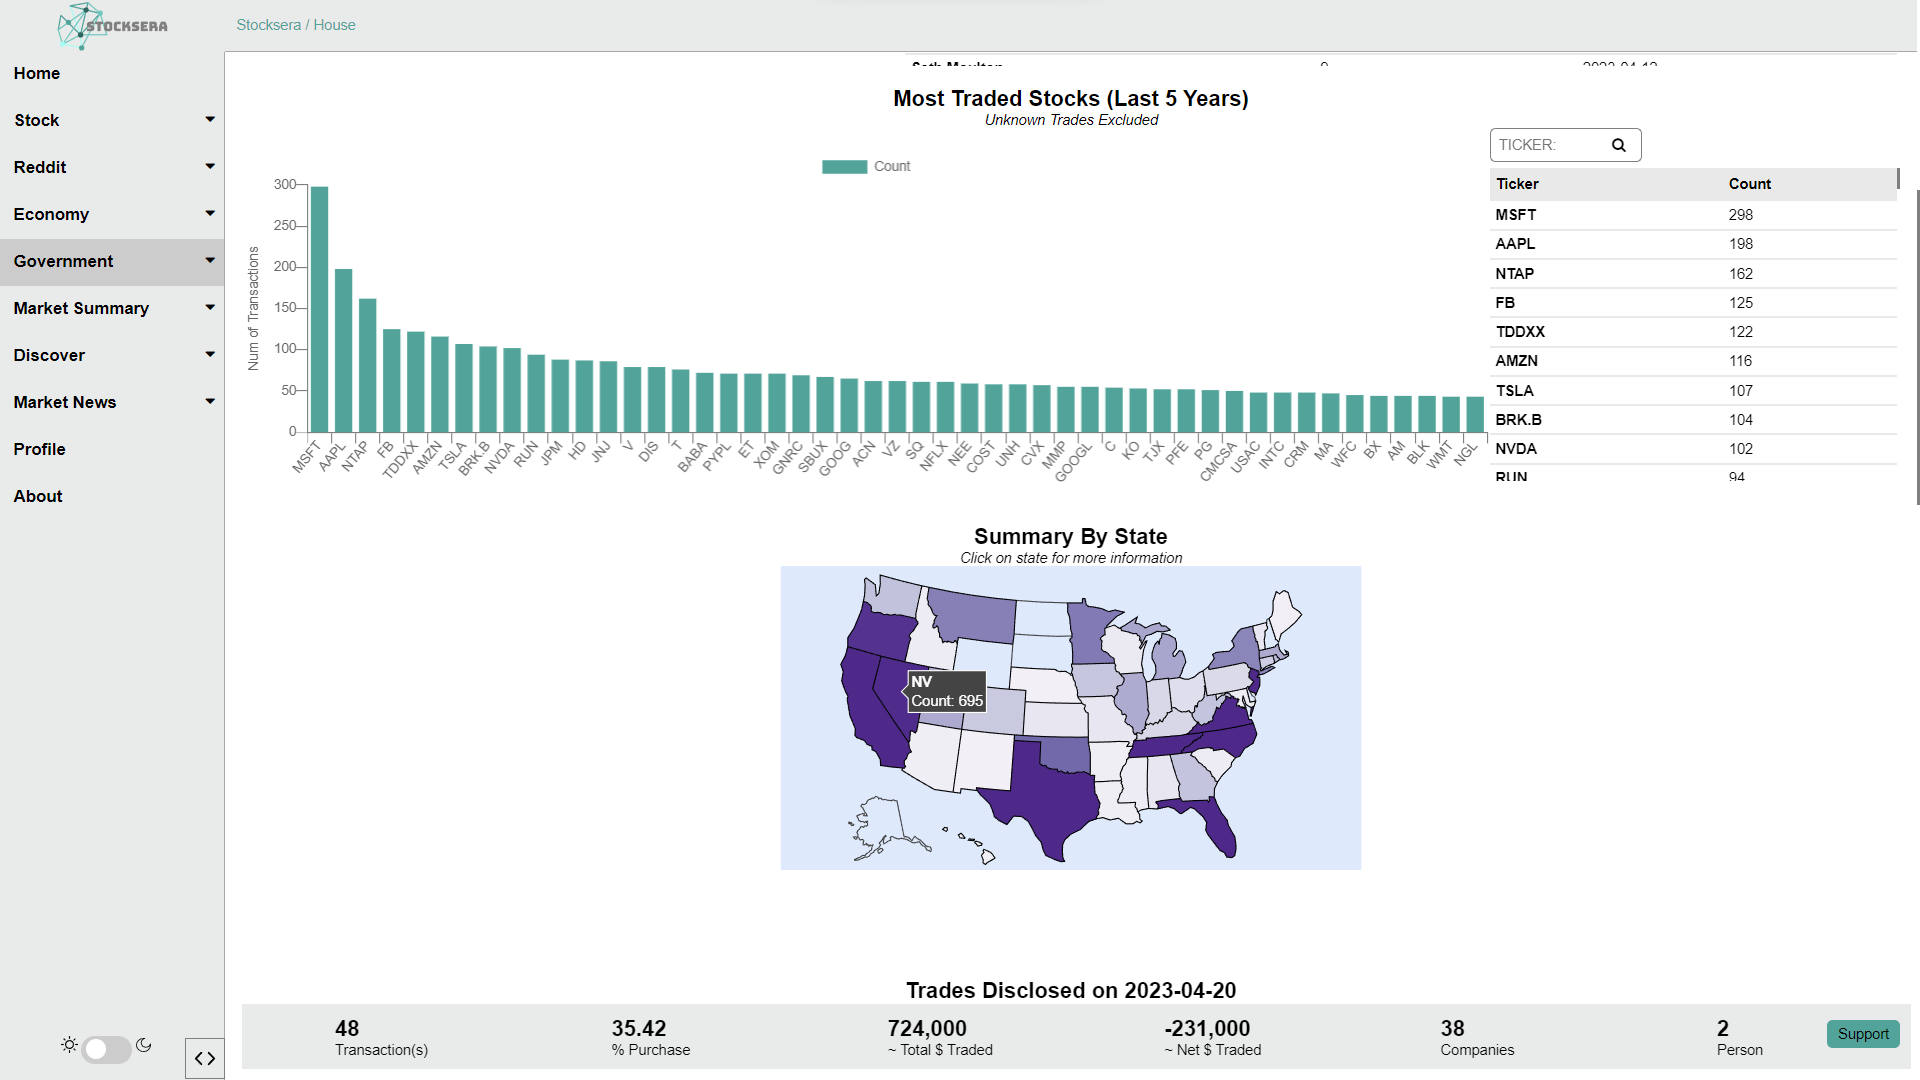 STOCKSERA
Stocksera / House
Home
Stock
Reddit
Economy
Government
Market Summary
Discover
Market News
Profile
About
Seth Moulton 9 2023-04-13
Most Traded Stocks (Last 5 Years)
Unknown Trades Excluded
Count
Num of Transactions
300
250
200
150
100
50
0
MSFT AAPL NTAP FB TDDXX AMZN TSLA BRK.B NVDA RUN JPM HD JNJ V DIS T BABA PYPL ET XOM GNRC SBUX GOOG ACN VZ SQ NFLX NEE COST UNH CVX MMP GOOGL C KO TJX PFE PG CMCSA USAC INTC CRM MA WFC BX AM BLK WMT NGL
TICKER:
Ticker Count
MSFT 298
AAPL 198
NTAP 162
FB 125
TDDXX 122
AMZN 116
TSLA 107
BRK.B 104
NVDA 102
RUN 94
Summary By State
Click on state for more information
NV
Count: 695
Trades Disclosed on 2023-04-20
48 35.42 724,000 -231,000 38 2
Transaction(s) % Purchase ~ Total $ Traded ~ Net $ Traded Companies Person
Support